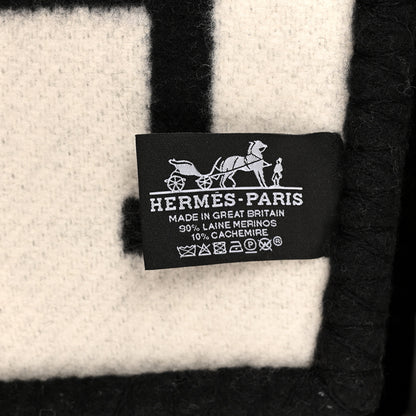 HERMÈS-PARIS
MADE IN GREAT BRITAIN
90% LAINE MERINOS
10% CACHEMIRE
P ®